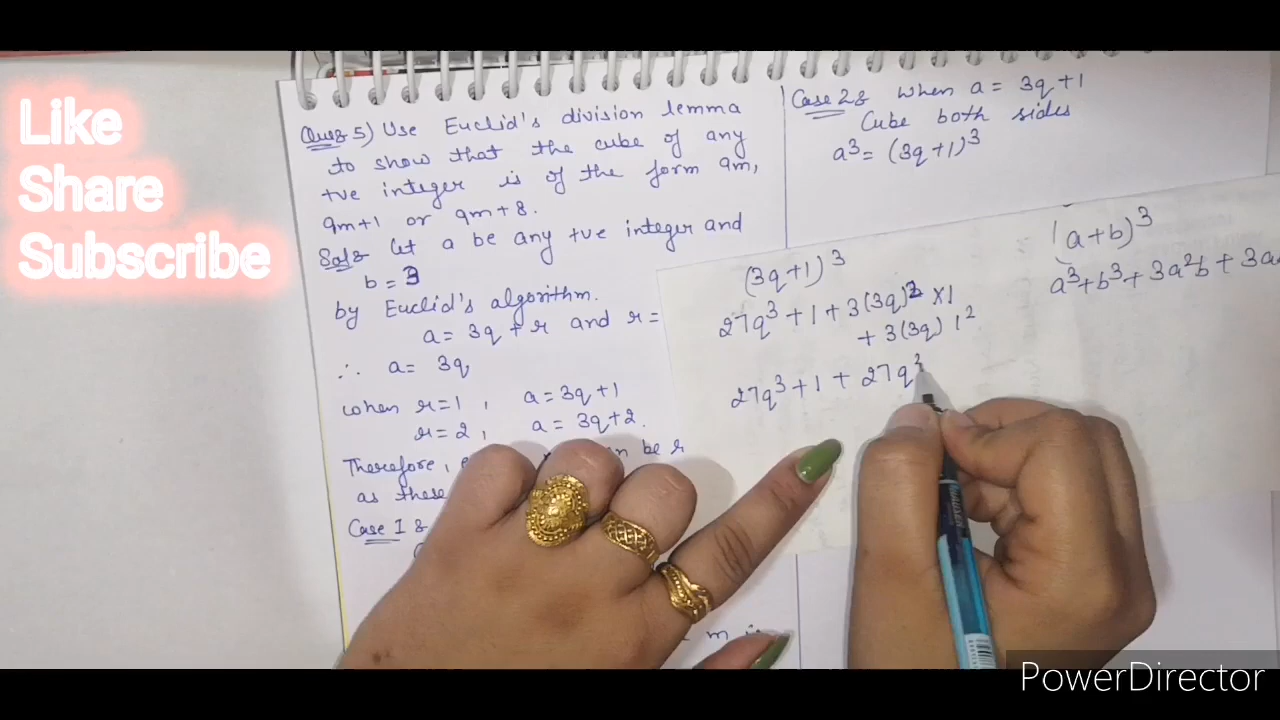 Like
Share
Subscribe
Ques 5) Use Euclid's division lemma
to show that the cube of any
+ve integer is of the form 9m,
9m+1 or 9m+8.
Sol: let a be any +ve integer and
b = 3
by Euclid's algorithm.
a = 3q + r and r =
∴ a = 3q
when r=1, a=3q+1
r=2, a = 3q+2.
Therefore, be r
as these
Case 1:
m is
Case 2: when a = 3q+1
Cube both sides
a³ = (3q+1)³
(3q+1)³
27q³ + 1 + 3(3q)² ×1
+ 3(3q) 1²
27q³ + 1 + 27q²
(a+b)³
a³+b³+3a²b + 3a
PowerDirector